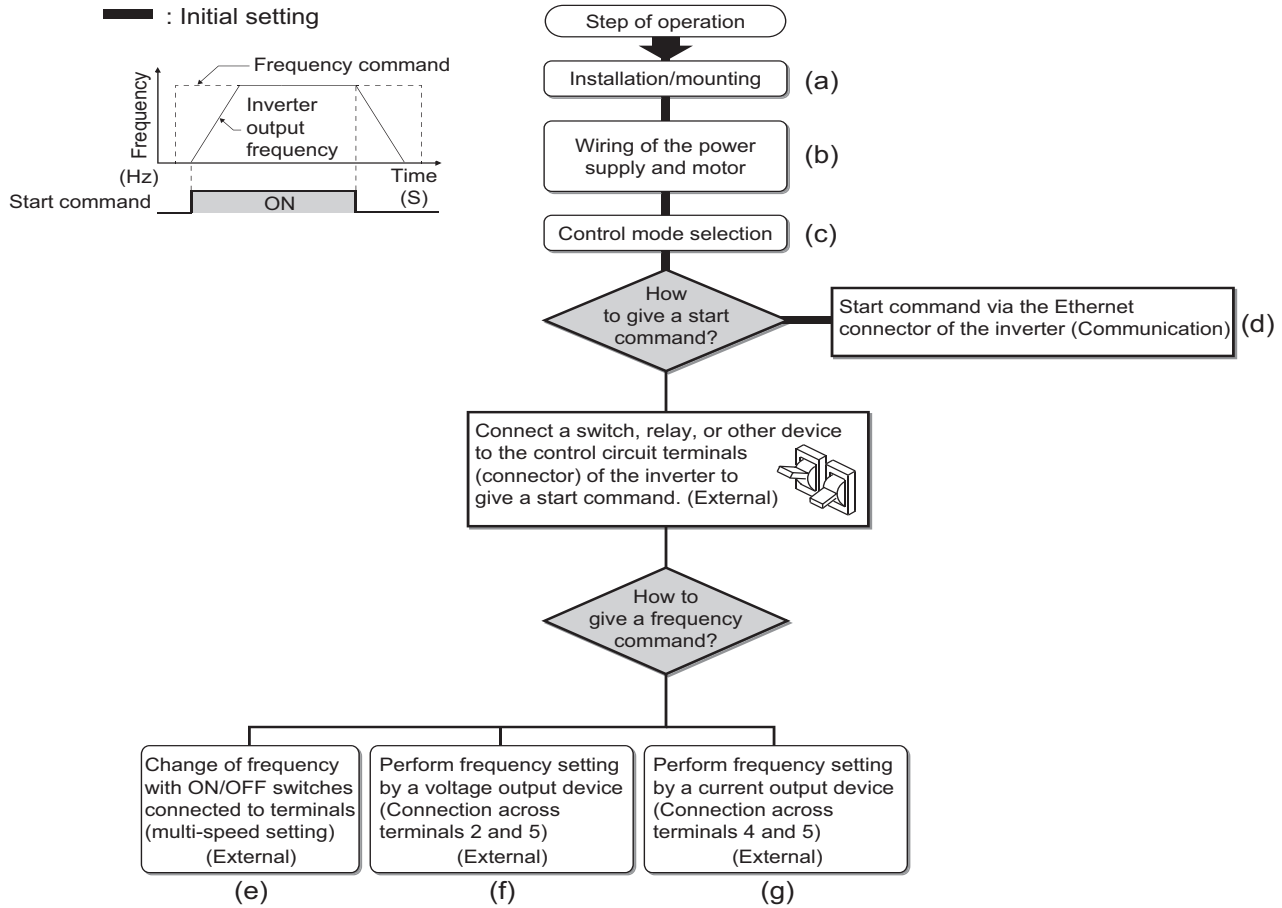 : Initial setting
Frequency command
Frequency
Inverter
output
frequency
(Hz)
Time
(S)
Start command
ON
Step of operation
Installation/mounting
(a)
Wiring of the power
supply and motor
(b)
Control mode selection
(c)
How
to give a start
command?
Start command via the Ethernet
connector of the inverter (Communication)
(d)
Connect a switch, relay, or other device
to the control circuit terminals
(connector) of the inverter to
give a start command. (External)
How to
give a frequency
command?
Change of frequency
with ON/OFF switches
connected to terminals
(multi-speed setting)
(External)
(e)
Perform frequency setting
by a voltage output device
(Connection across
terminals 2 and 5)
(External)
(f)
Perform frequency setting
by a current output device
(Connection across
terminals 4 and 5)
(External)
(g)